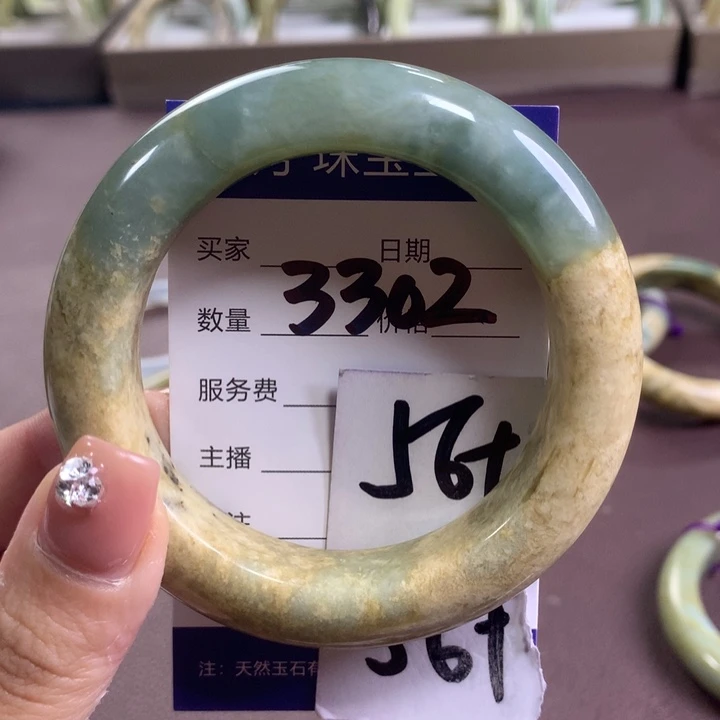 珠宝
买家 日期
3302
数量 价格
服务费
56+
主播
注
56+
注：天然玉石有